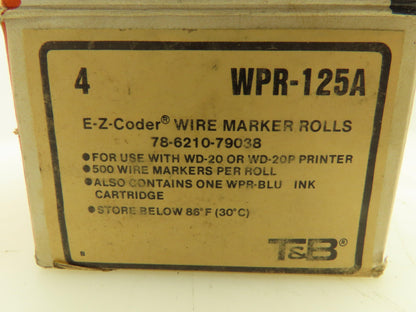 4 WPR-125A
E-Z-Coder® WIRE MARKER ROLLS
78-6210-79038
●FOR USE WITH WD-20 OR WD-20P PRINTER
●500 WIRE MARKERS PER ROLL
●ALSO CONTAINS ONE WPR-BLU INK
CARTRIDGE
●STORE BELOW 86°F (30°C)
T&B®